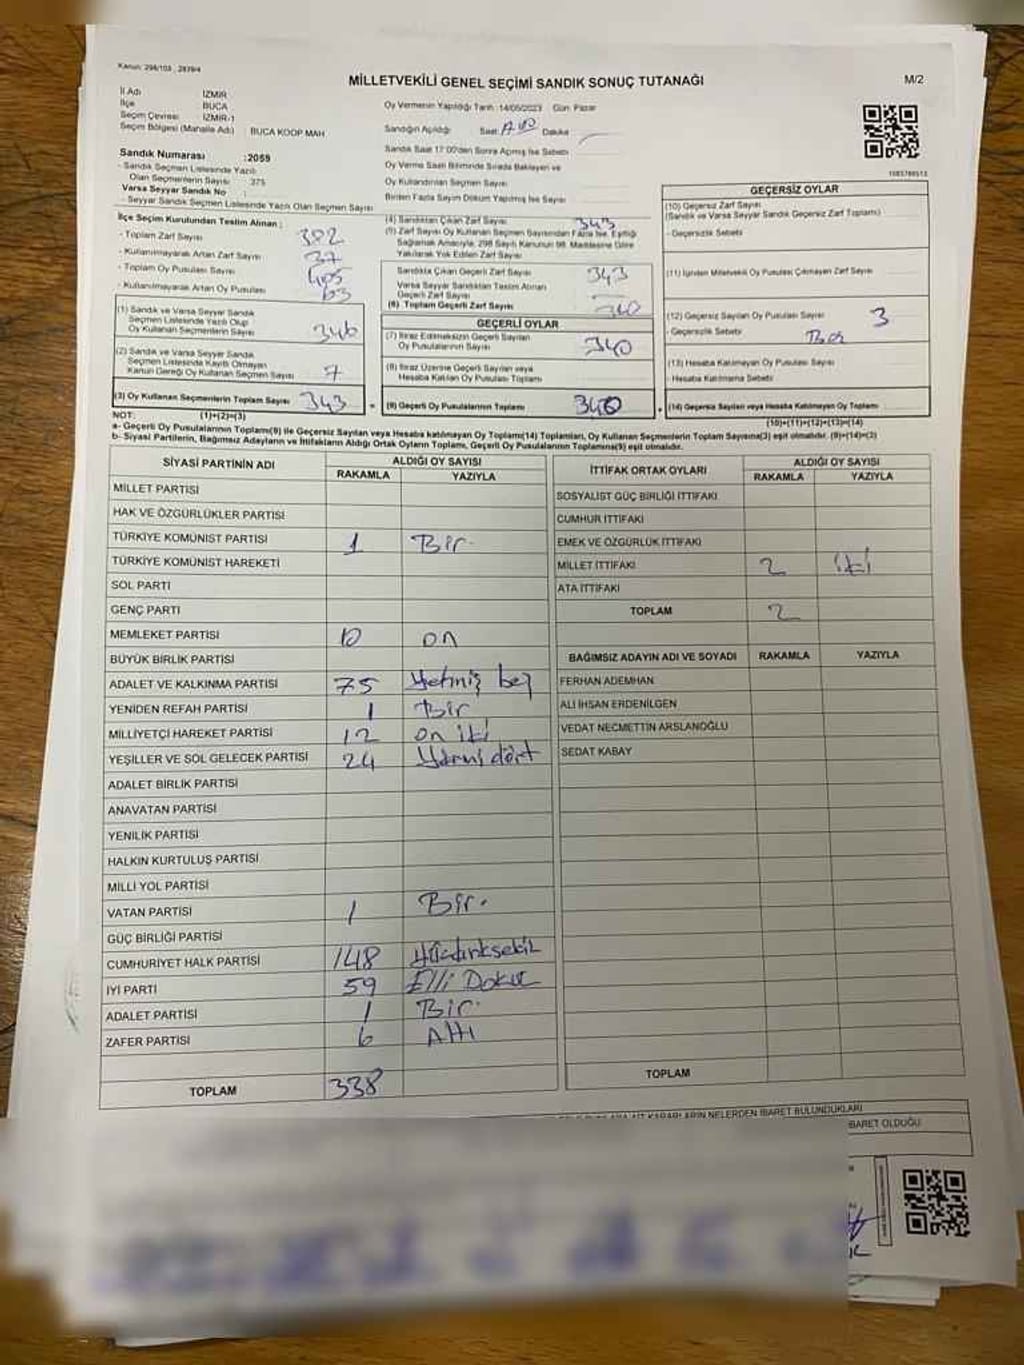 Kanun: 298/103 , 2839/4
MİLLETVEKİLİ GENEL SEÇİMİ SANDIK SONUÇ TUTANAĞI
M/2
İl Adı İZMİR
İlçe BUCA
Seçim Çevresi İZMİR-1
Seçim Bölgesi (Mahalle Adı) BUCA KOOP MAH
Sandık Numarası :2059
- Sandık Seçmen Listesinde Yazılı
Olan Seçmenlerin Sayısı : 375
Varsa Seyyar Sandık No :
- Seyyar Sandık Seçmen Listesinde Yazılı Olan Seçmen Sayısı
Oy Vermenin Yapıldığı Tarih :14/05/2023 Gün: Pazar
Sandığın Açıldığı Saat Dakika
Sandık Saat 17:00'den Sonra Açılmış İse Sebebi
Oy Verme Saati Bitiminde Sırada Bekleyen ve
Oy Kullandırılan Seçmen Sayısı
Birden Fazla Sayım Döküm Yapılmış İse Sayısı
İlçe Seçim Kurulundan Teslim Alınan :
- Toplam Zarf Sayısı 382
- Kullanılmayarak Artan Zarf Sayısı 37
- Toplam Oy Pusulası Sayısı 405
- Kullanılmayarak Artan Oy Pusulası 63
(1) Sandık ve Varsa Seyyar Sandık
Seçmen Listesinde Yazılı Olup
Oy Kullanan Seçmenlerin Sayısı 346
(2) Sandık ve Varsa Seyyar Sandık
Seçmen Listesinde Kayıtlı Olmayan
Kanun Gereği Oy Kullanan Seçmen Sayısı 7
(3) Oy Kullanan Seçmenlerin Toplam Sayısı 343
(1)+(2)=(3)
(4) Sandıktan Çıkan Zarf Sayısı 343
(5) Zarf Sayısı Oy Kullanan Seçmen Sayısından Fazla İse, Eşitliği
Sağlamak Amacıyla, 298 Sayılı Kanunun 98. Maddesine Göre
Yakılarak Yok Edilen Zarf Sayısı
Sandıkta Çıkan Geçerli Zarf Sayısı 343
Varsa Seyyar Sandıktan Teslim Alınan
Geçerli Zarf Sayısı
(6) Toplam Geçerli Zarf Sayısı 340
GEÇERLİ OYLAR
(7) İtiraz Edilmeksizin Geçerli Sayılan
Oy Pusulalarının Sayısı 340
(8) İtiraz Üzerine Geçerli Sayılan veya
Hesaba Katılan Oy Pusulası Toplamı
(9) Geçerli Oy Pusulalarının Toplamı 340
1083788513
GEÇERSİZ OYLAR
(10) Geçersiz Zarf Sayısı
(Sandık ve Varsa Seyyar Sandık Geçersiz Zarf Toplamı)
- Geçersizlik Sebebi
(11) İçinden Milletvekili Oy Pusulası Çıkmayan Zarf Sayısı
(12) Geçersiz Sayılan Oy Pusulası Sayısı 3
- Geçersizlik Sebebi Boş
(13) Hesaba Katılmayan Oy Pusulası Sayısı
- Hesaba Katılmama Sebebi
(14) Geçersiz Sayılan veya Hesaba Katılmayan Oy Toplamı
(10)+(11)+(12)+(13)=(14)
NOT:
a- Geçerli Oy Pusulalarının Toplamı(9) ile Geçersiz Sayılan veya Hesaba katılmayan Oy Toplamı(14) Toplamları, Oy Kullanan Seçmenlerin Toplam Sayısına(3) eşit olmalıdır. (9)+(14)=(3)
b- Siyasi Partilerin, Bağımsız Adayların ve İttifakların Aldığı Ortak Oyların Toplamı, Geçerli Oy Pusulalarının Toplamına(9) eşit olmalıdır.
SİYASİ PARTİNİN ADI ALDIĞI OY SAYISI
RAKAMLA YAZIYLA
MİLLET PARTİSİ
HAK VE ÖZGÜRLÜKLER PARTİSİ
TÜRKİYE KOMÜNİST PARTİSİ 1 Bir
TÜRKİYE KOMÜNİST HAREKETİ
SOL PARTİ
GENÇ PARTİ
MEMLEKET PARTİSİ 10 on
BÜYÜK BİRLİK PARTİSİ
ADALET VE KALKINMA PARTİSİ 75 Yetmiş beş
YENİDEN REFAH PARTİSİ 1 Bir
MİLLİYETÇİ HAREKET PARTİSİ 12 on iki
YEŞİLLER VE SOL GELECEK PARTİSİ 24 Yirmi dört
ADALET BİRLİK PARTİSİ
ANAVATAN PARTİSİ
YENİLİK PARTİSİ
HALKIN KURTULUŞ PARTİSİ
MİLLİ YOL PARTİSİ
VATAN PARTİSİ 1 Bir.
GÜÇ BİRLİĞİ PARTİSİ
CUMHURİYET HALK PARTİSİ 148
İYİ PARTİ 59 Elli Dokuz
ADALET PARTİSİ 1 Bir.
ZAFER PARTİSİ 6 Altı
TOPLAM 338
İTTİFAK ORTAK OYLARI ALDIĞI OY SAYISI
RAKAMLA YAZIYLA
SOSYALİST GÜÇ BİRLİĞİ İTTİFAKI
CUMHUR İTTİFAKI
EMEK VE ÖZGÜRLÜK İTTİFAKI
MİLLET İTTİFAKI 2 iki
ATA İTTİFAKI
TOPLAM 2
BAĞIMSIZ ADAYIN ADI VE SOYADI RAKAMLA YAZIYLA
FERHAN ADEMHAN
ALİ İHSAN ERDENİLGEN
VEDAT NECMETTİN ARSLANOĞLU
SEDAT KABAY
TOPLAM
KARARLARIN NELERDEN İBARET BULUNDUKLARI
İBARET OLDUĞU